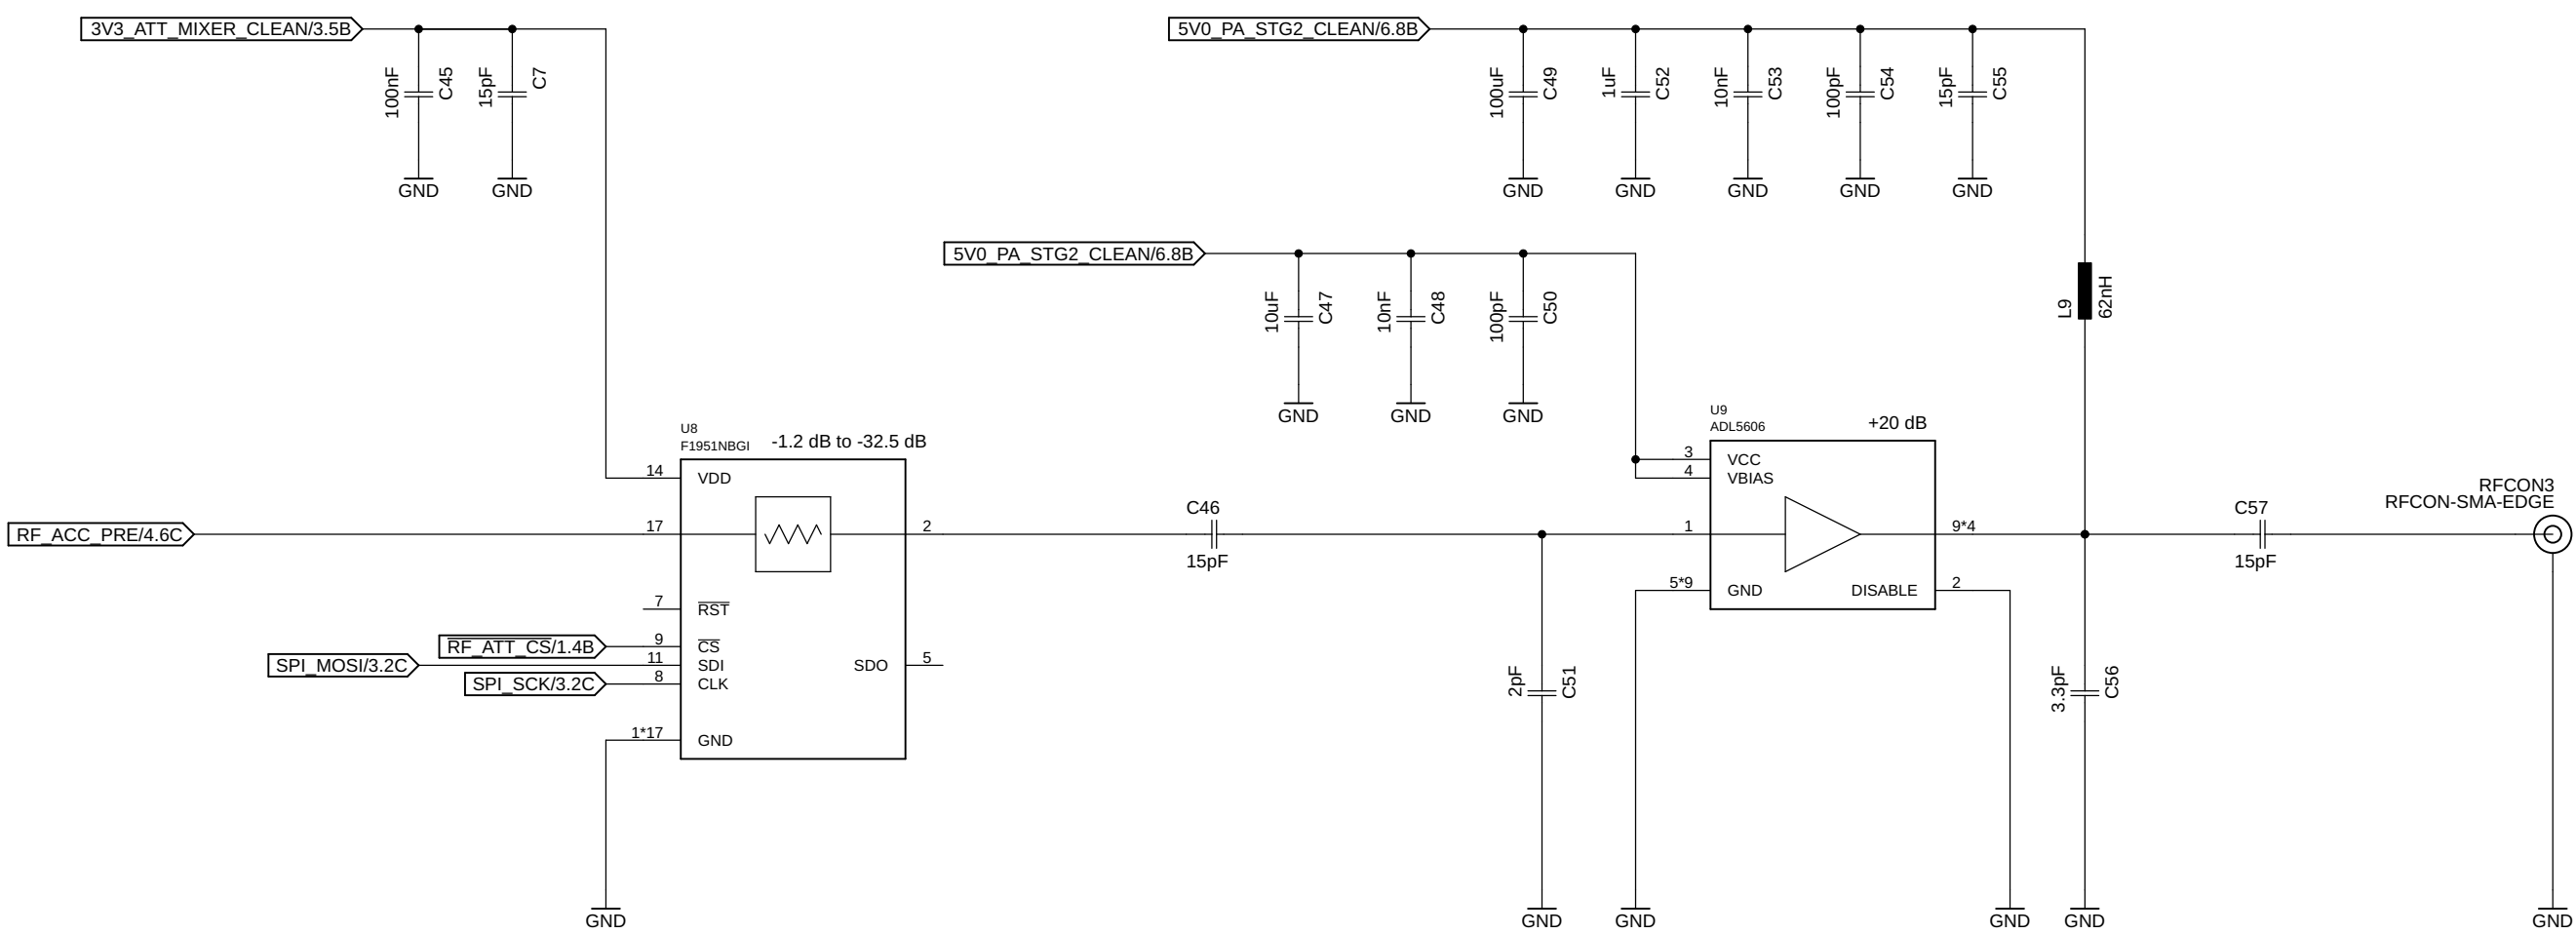 3V3_ATT_MIXER_CLEAN/3.5B
100nF
C45
15pF
C7
GND
GND
5V0_PA_STG2_CLEAN/6.8B
100uF
C49
1uF
C52
10nF
C53
100pF
C54
15pF
C55
GND
GND
GND
GND
GND
5V0_PA_STG2_CLEAN/6.8B
10uF
C47
10nF
C48
100pF
C50
GND
GND
GND
L9
62nH
U8
F1951NBGI
-1.2 dB to -32.5 dB
14
VDD
RF_ACC_PRE/4.6C
17
2
7
RST
RF_ATT_CS/1.4B
9
CS
SPI_MOSI/3.2C
11
SDI
SPI_SCK/3.2C
8
CLK
SDO
5
1*17
GND
GND
C46
15pF
2pF
C51
GND
U9
ADL5606
+20 dB
3
VCC
4
VBIAS
1
9*4
5*9
GND
DISABLE
2
GND
GND
3.3pF
C56
GND
C57
15pF
RFCON3
RFCON-SMA-EDGE
GND